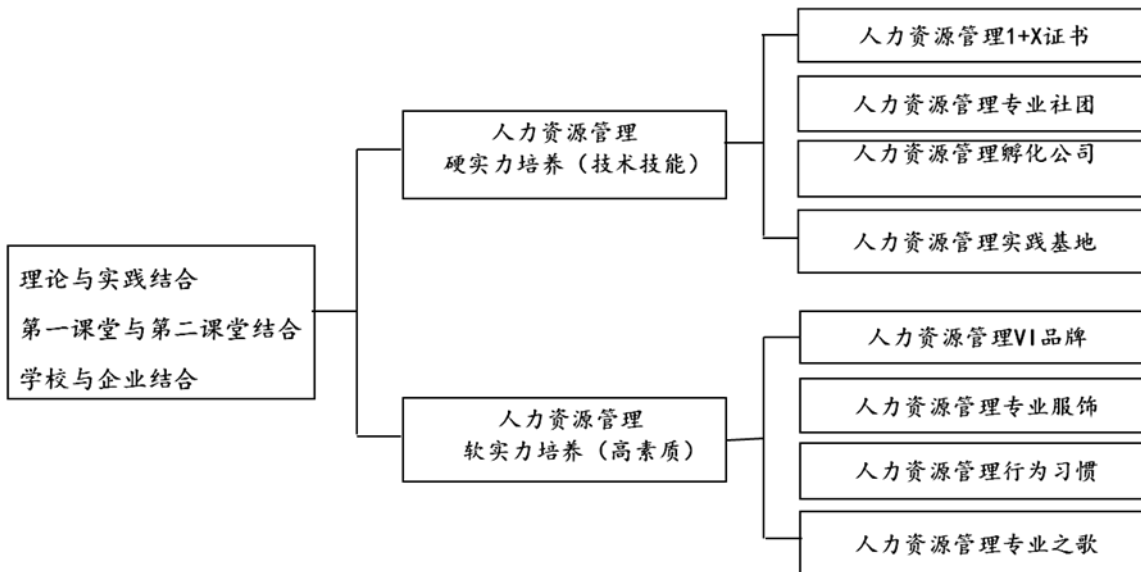 理论与实践结合
第一课堂与第二课堂结合
学校与企业结合
人力资源管理
硬实力培养（技术技能）
人力资源管理1+X证书
人力资源管理专业社团
人力资源管理孵化公司
人力资源管理实践基地
人力资源管理
软实力培养（高素质）
人力资源管理VI品牌
人力资源管理专业服饰
人力资源管理行为习惯
人力资源管理专业之歌